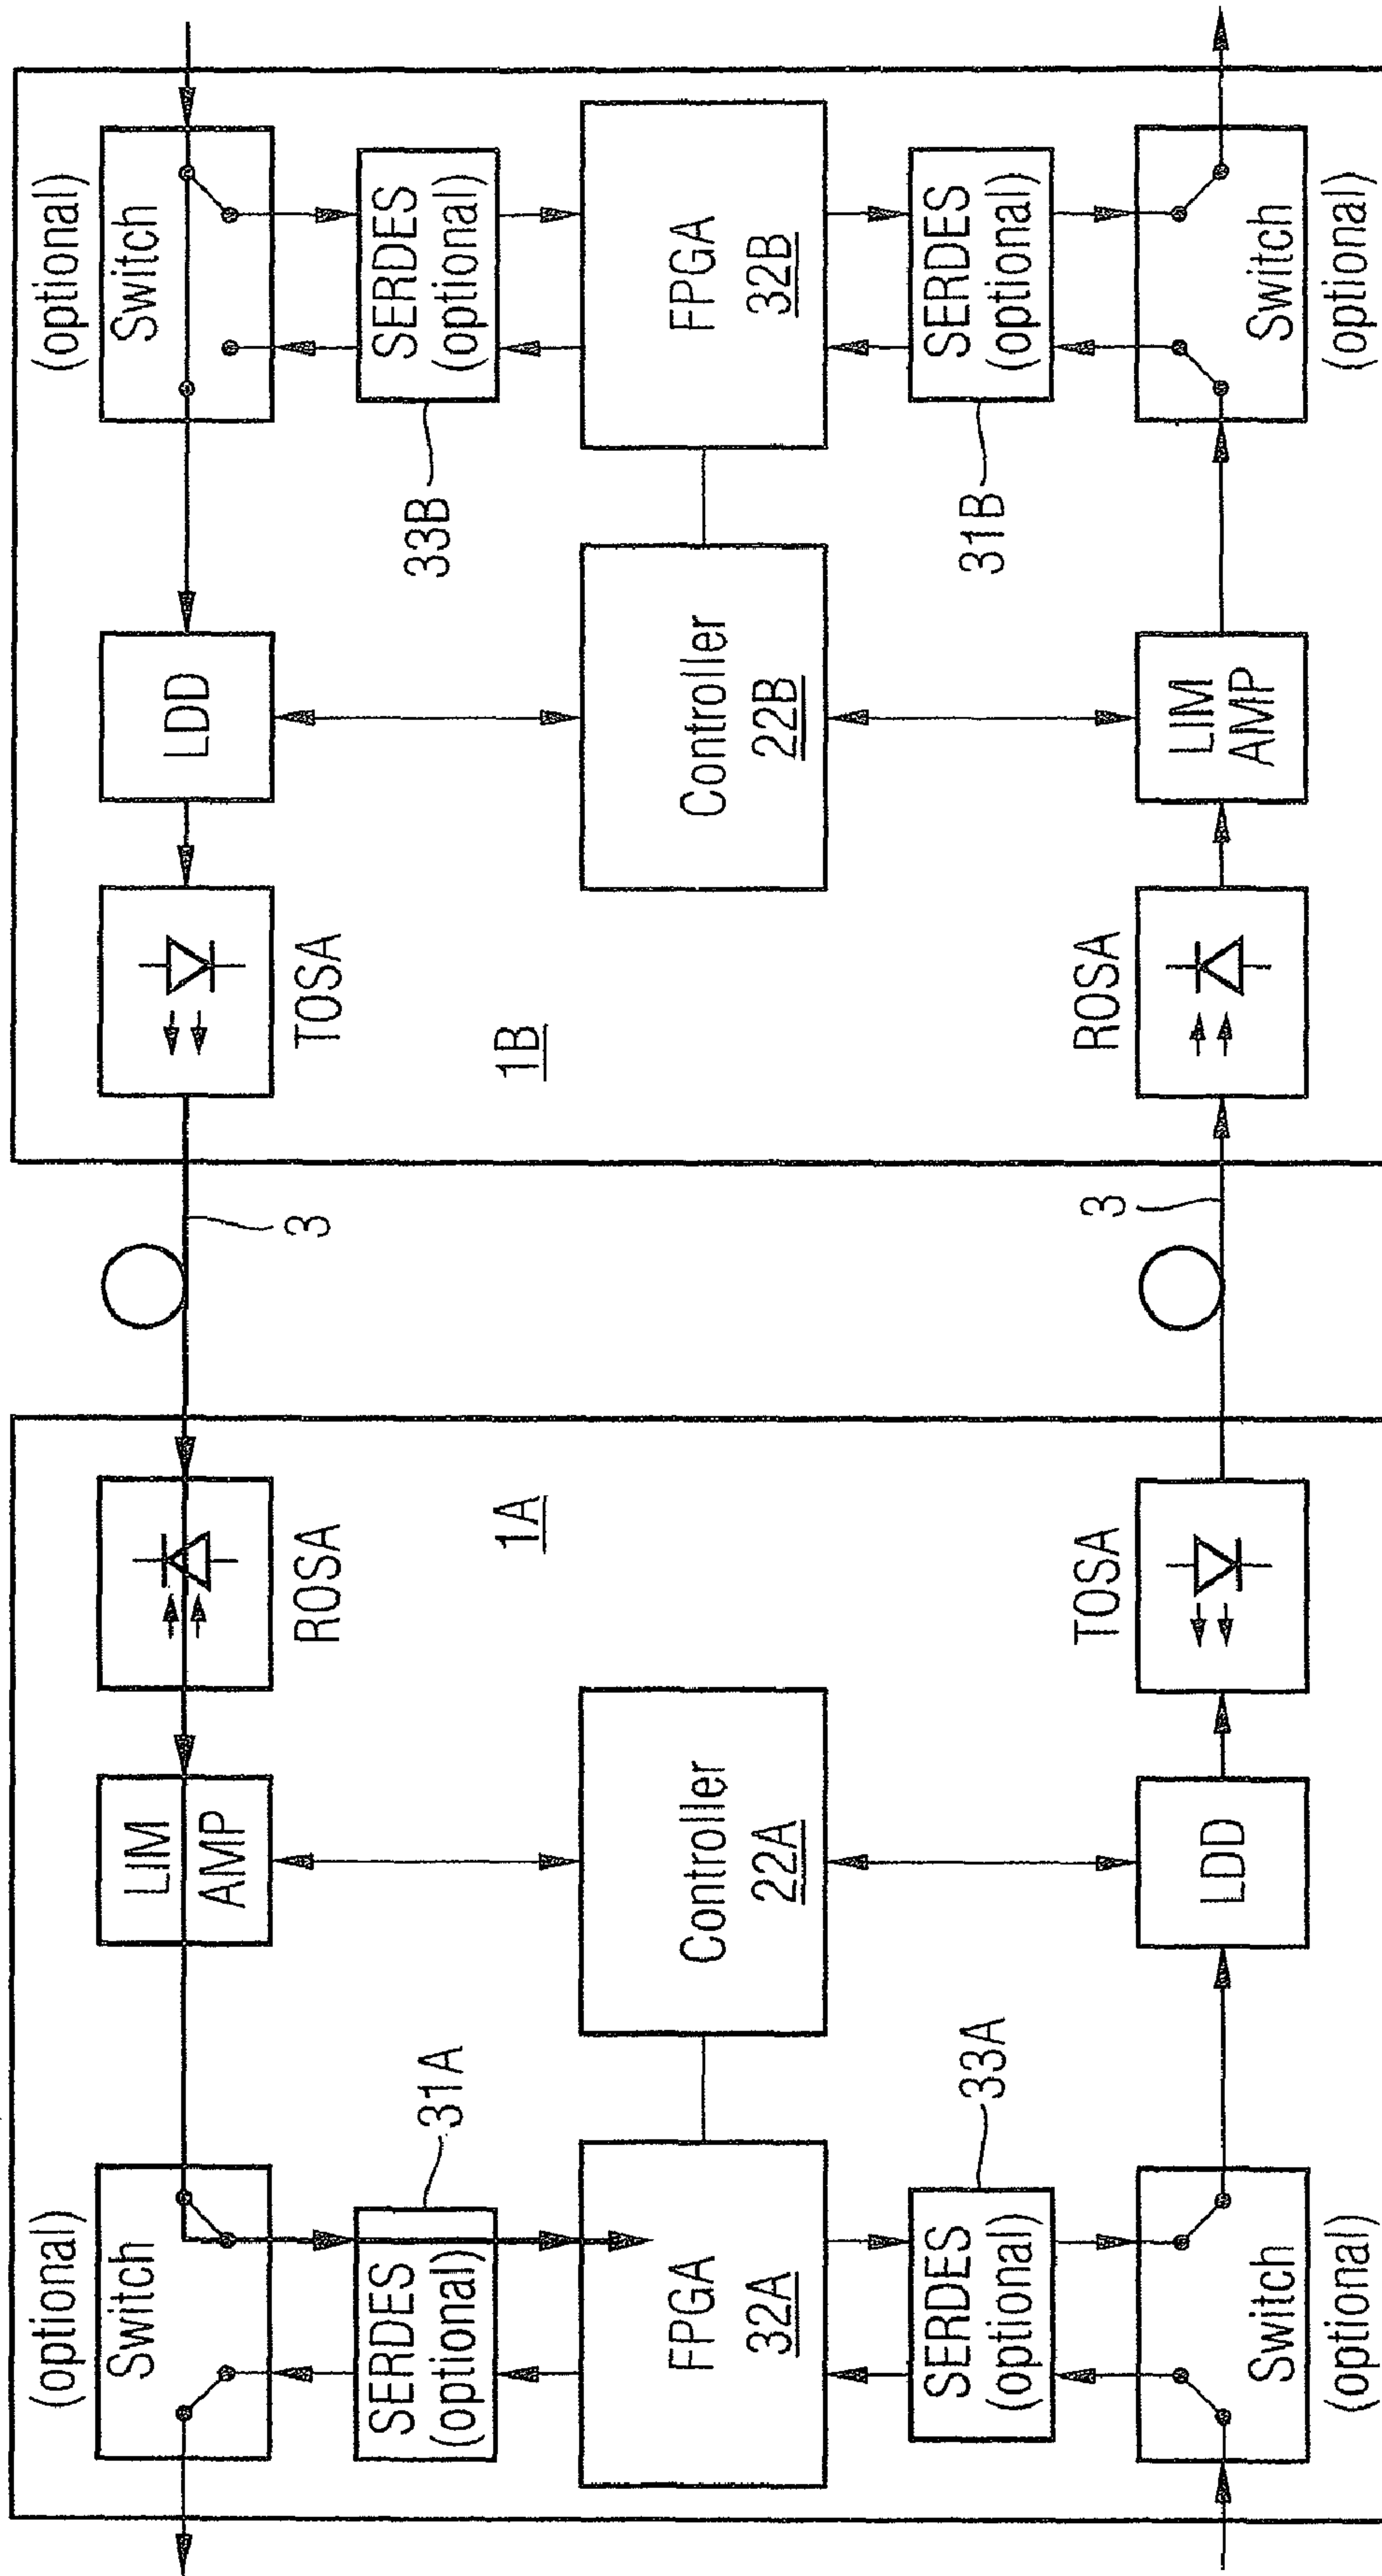 (optional)
Switch
LIM
AMP
ROSA
3
TOSA
LDD
(optional)
Switch
31A
SERDES
(optional)
1A
1B
33B
SERDES
(optional)
FPGA
32A
Controller
22A
Controller
22B
FPGA
32B
SERDES
(optional)
33A
31B
SERDES
(optional)
Switch
(optional)
LDD
TOSA
3
ROSA
LIM
AMP
Switch
(optional)